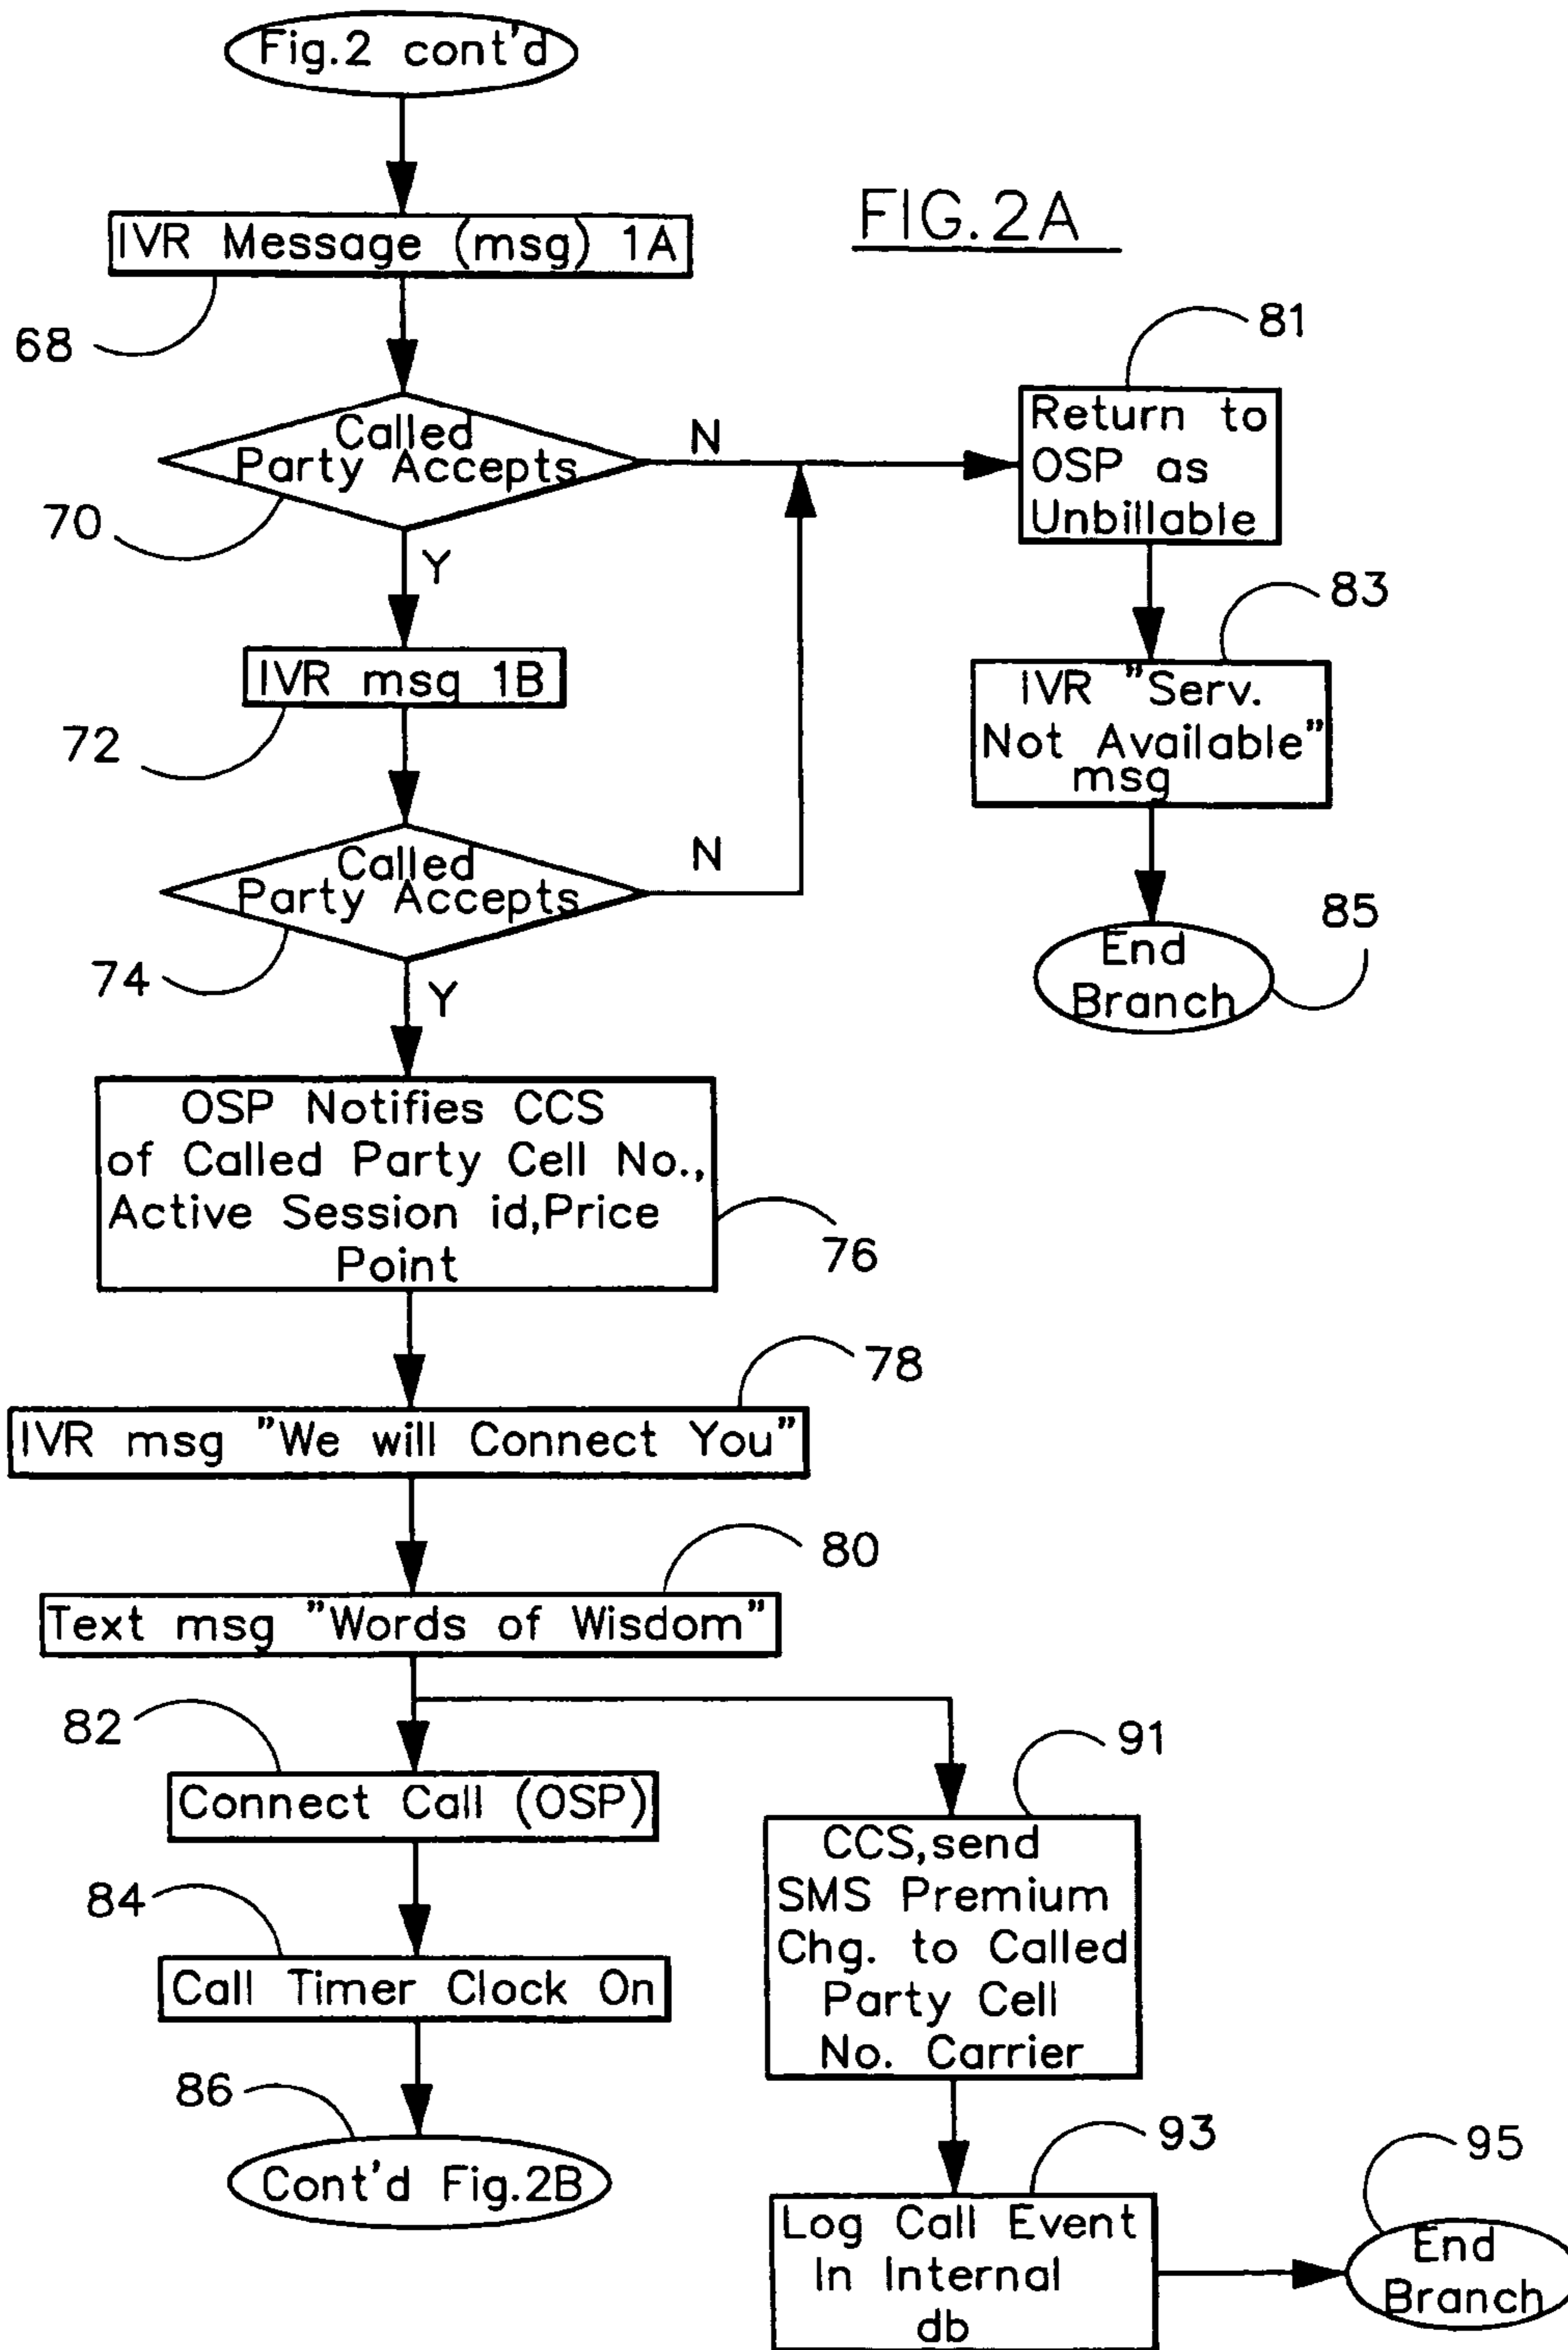 Fig.2 cont'd
FIG.2A
IVR Message (msg) 1A
68
81
Called
Party Accepts
N
70
Return to
OSP as
Unbillable
Y
83
IVR msg 1B
72
IVR "Serv.
Not Available"
msg
Called
Party Accepts
N
74
Y
85
End
Branch
OSP Notifies CCS
of Called Party Cell No.,
Active Session id,Price
Point
76
78
IVR msg "We will Connect You"
80
Text msg "Words of Wisdom"
82
91
Connect Call (OSP)
CCS,send
SMS Premium
Chg. to Called
Party Cell
No. Carrier
84
Call Timer Clock On
86
93
95
Cont'd Fig.2B
Log Call Event
In Internal
db
End
Branch